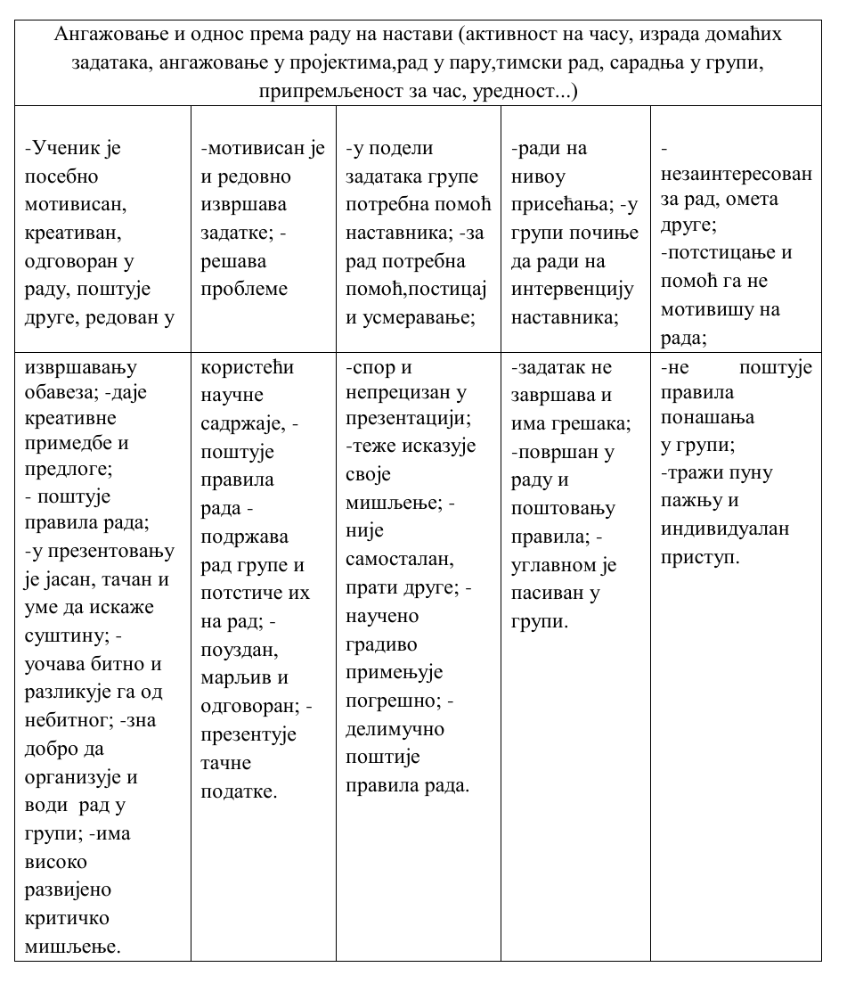 Ангажовање и однос према раду на настави (активност на часу, израда домаћих
задатака, ангажовање у пројектима,рад у пару,тимски рад, сарадња у групи,
припремљеност за час, уредност...)
-Ученик је
посебно
мотивисан,
креативан,
одговоран у
раду, поштује
друге, редован у
-мотивисан је
и редовно
извршава
задатке; -
решава
проблеме
-у подели
задатака групе
потребна помоћ
наставника; -за
рад потребна
помоћ,постицај
и усмеравање;
-ради на
нивоу
присећања; -у
групи почиње
да ради на
интервенцију
наставника;
-
незаинтересован
за рад, омета
друге;
-потстицање и
помоћ га не
мотивишу на
рада;
извршавању
обавеза; -даје
креативне
примедбе и
предлоге;
- поштује
правила рада;
-у презентовању
је јасан, тачан и
уме да искаже
суштину; -
уочава битно и
разликује га од
небитног; -зна
добро да
организује и
води рад у
групи; -има
високо
развијено
критичко
мишљење.
користећи
научне
садржаје, -
поштује
правила
рада -
подржава
рад групе и
потстиче их
на рад; -
поуздан,
марљив и
одговоран; -
презентује
тачне
податке.
-спор и
непрецизан у
презентацији;
-теже исказује
своје
мишљење; -
није
самосталан,
прати друге; -
научено
градиво
примењује
погрешно; -
делимучно
поштије
правила рада.
-задатак не
завршава и
има грешака;
-површан у
раду и
поштовању
правила; -
углавном је
пасиван у
групи.
-не поштује
правила
понашања
у групи;
-тражи пуну
пажњу и
индивидуалан
приступ.